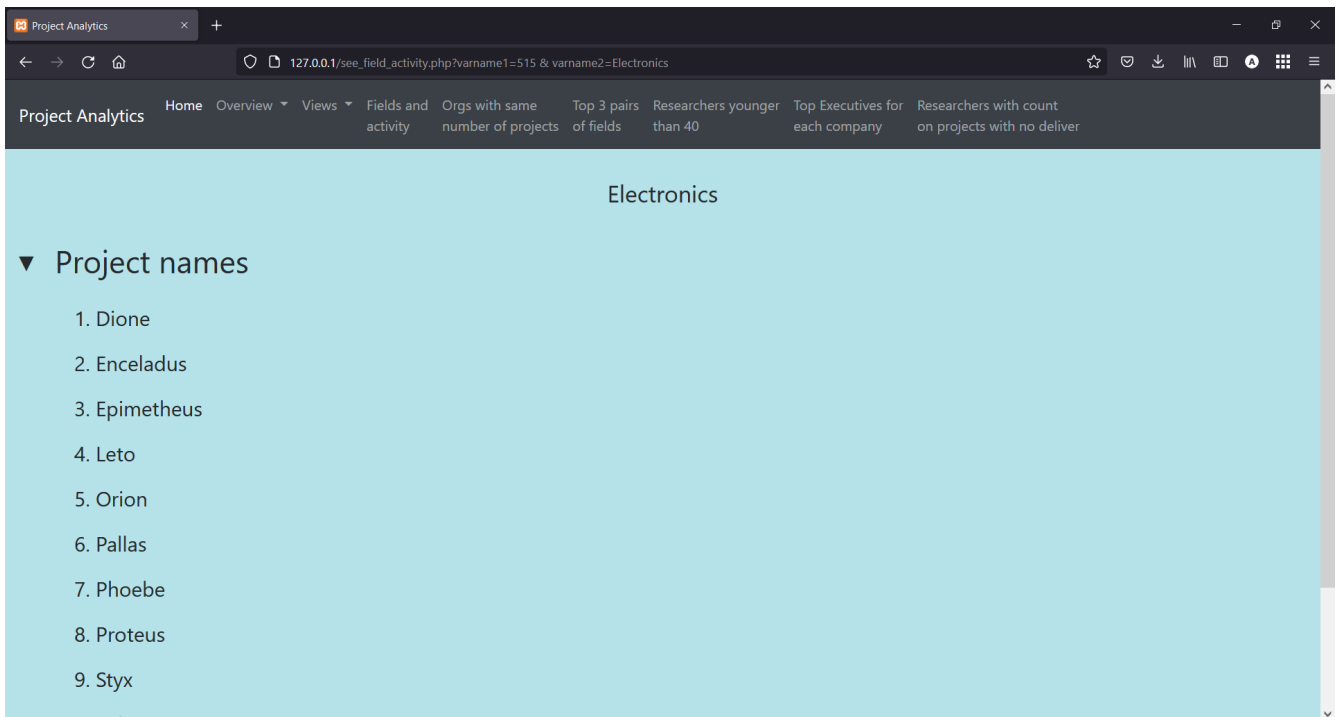 Project Analytics
127.0.0.1/see_field_activity.php?varname1=515 & varname2=Electronics
Project Analytics
Home
Overview
Views
Fields and
activity
Orgs with same
number of projects
Top 3 pairs
of fields
Researchers younger
than 40
Top Executives for
each company
Researchers with count
on projects with no deliver
Electronics
Project names
1. Dione
2. Enceladus
3. Epimetheus
4. Leto
5. Orion
6. Pallas
7. Phoebe
8. Proteus
9. Styx